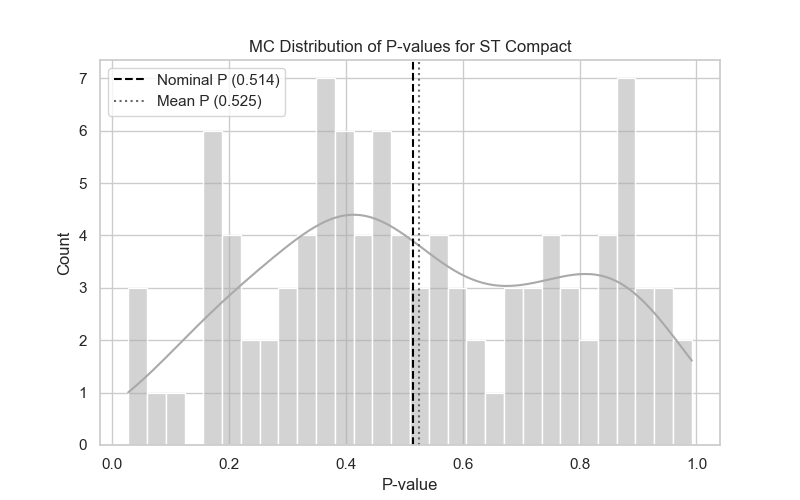 MC Distribution of P-values for ST Compact
Nominal P (0.514)
Mean P (0.525)
Count
7
6
5
4
3
2
1
0
0.0 0.2 0.4 0.6 0.8 1.0
P-value